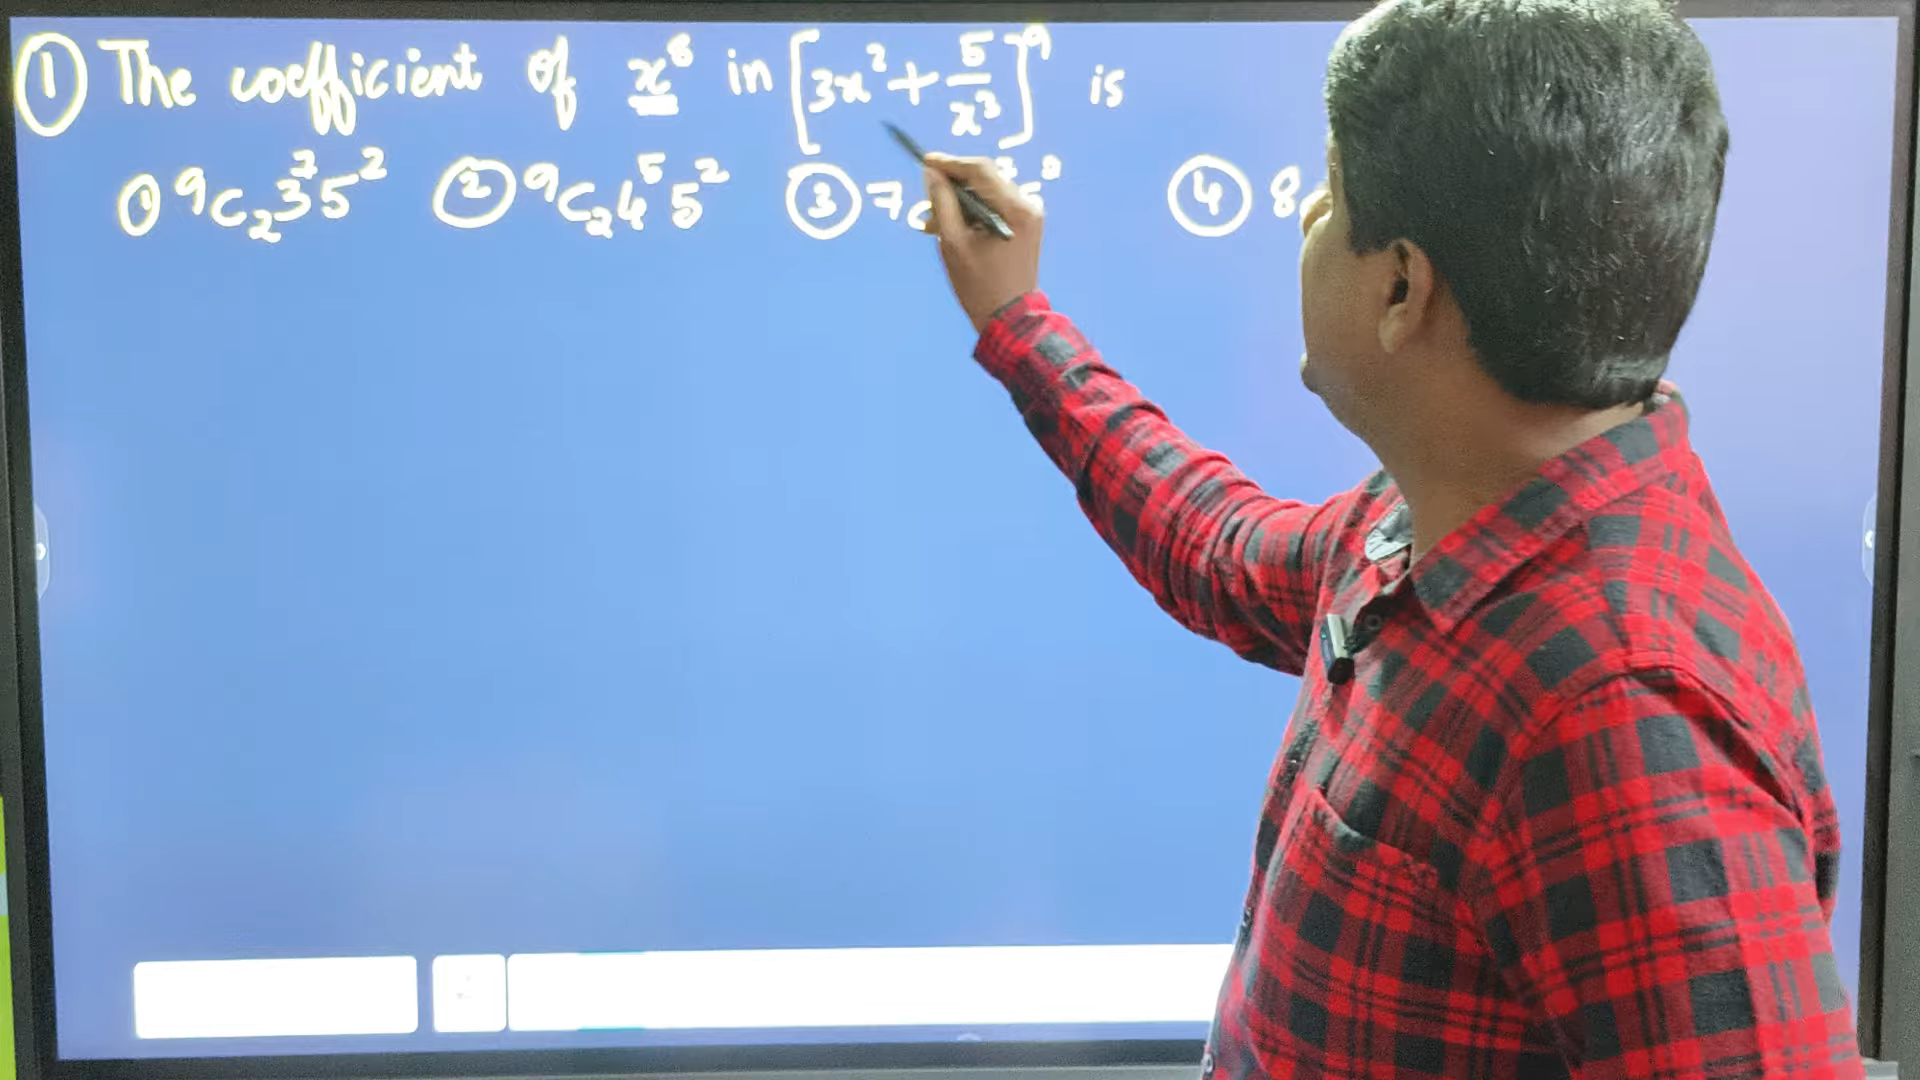 ① The coefficient of x⁸ in [3x² + 5/x³]⁹ is
① ⁹C₂ 3⁷ 5² ② ⁹C₂ 4⁵ 5² ③ 7C ④ 8